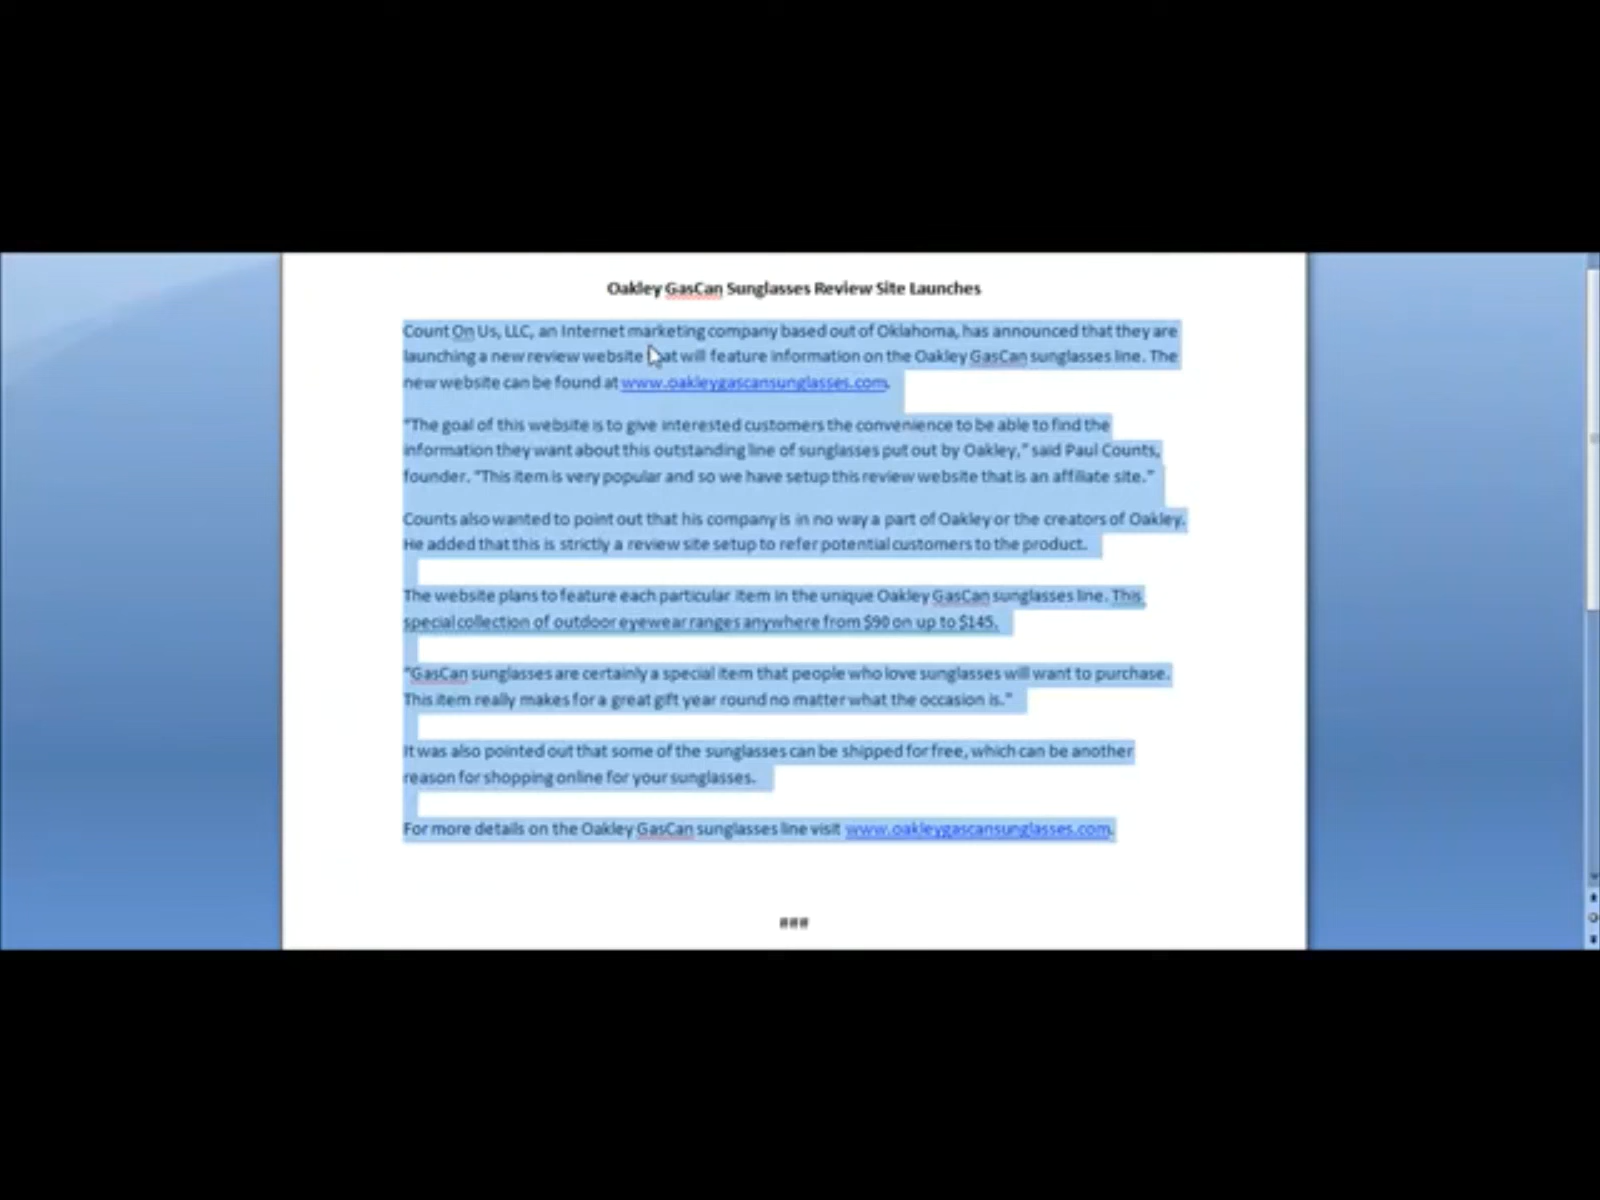 Oakley GasCan Sunglasses Review Site Launches
Count On Us, LLC, an Internet marketing company based out of Oklahoma, has announced that they are
launching a new review website that will feature information on the Oakley GasCan sunglasses line. The
new website can be found at www.oakleygascansunglasses.com.
"The goal of this website is to give interested customers the convenience to be able to find the
information they want about this outstanding line of sunglasses put out by Oakley," said Paul Counts,
founder. "This item is very popular and so we have setup this review website that is an affiliate site."
Counts also wanted to point out that his company is in no way a part of Oakley or the creators of Oakley.
He added that this is strictly a review site setup to refer potential customers to the product.
The website plans to feature each particular item in the unique Oakley GasCan sunglasses line. This
special collection of outdoor eyewear ranges anywhere from $90 on up to $145.
"GasCan sunglasses are certainly a special item that people who love sunglasses will want to purchase.
This item really makes for a great gift year round no matter what the occasion is."
It was also pointed out that some of the sunglasses can be shipped for free, which can be another
reason for shopping online for your sunglasses.
For more details on the Oakley GasCan sunglasses line visit www.oakleygascansunglasses.com.
###